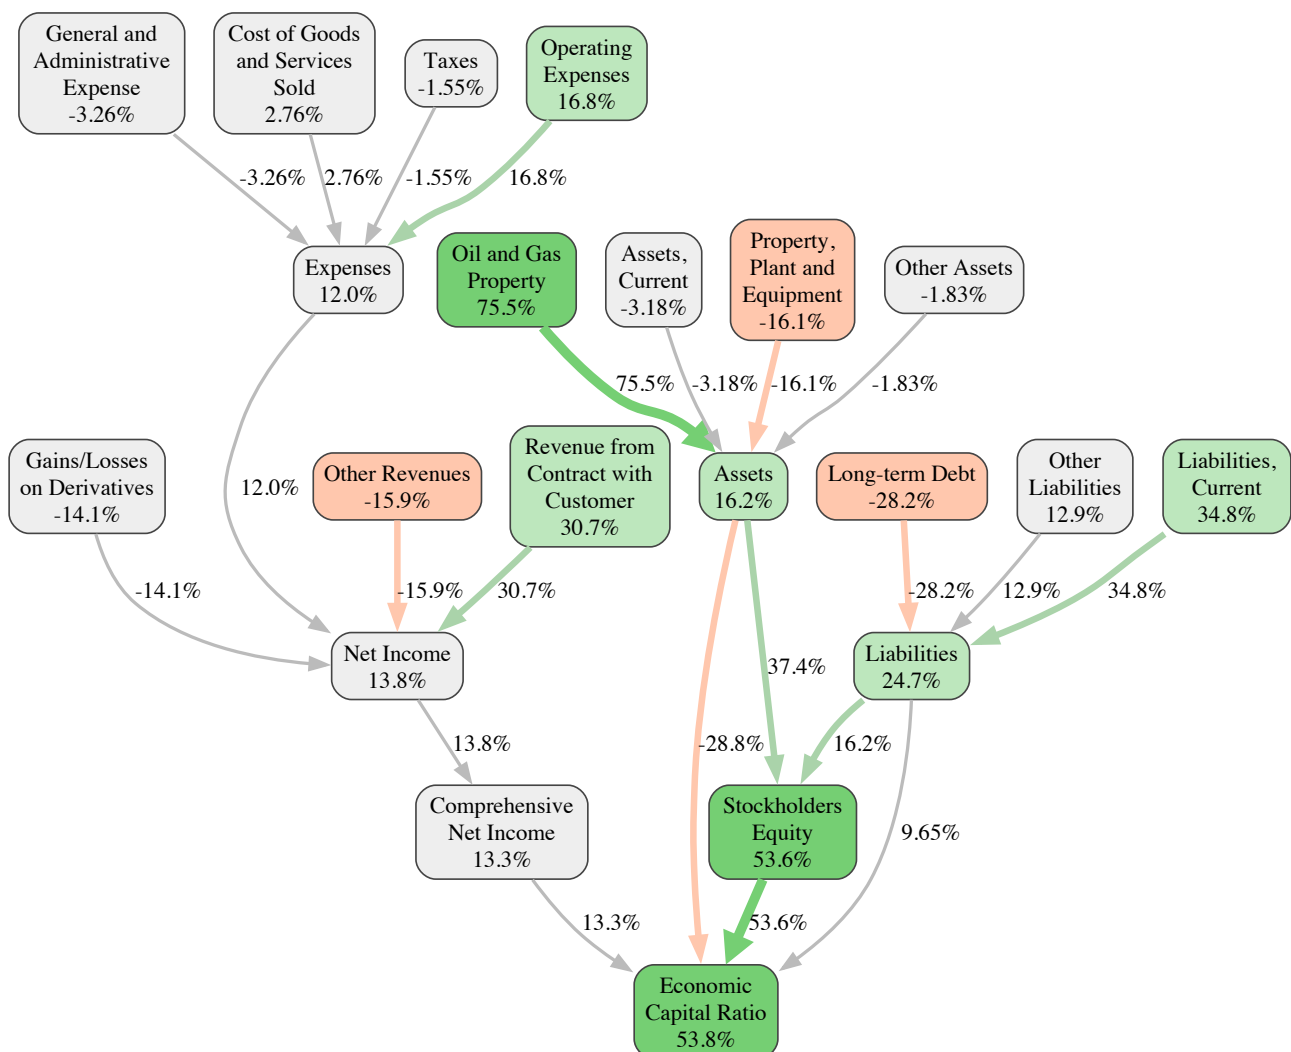 General and
Administrative
Expense
-3.26%
Cost of Goods
and Services
Sold
2.76%
Taxes
-1.55%
Operating
Expenses
16.8%
-3.26%
2.76%
-1.55%
16.8%
Expenses
12.0%
Oil and Gas
Property
75.5%
Assets,
Current
-3.18%
Property,
Plant and
Equipment
-16.1%
Other Assets
-1.83%
75.5%
-3.18%
-16.1%
-1.83%
Gains/Losses
on Derivatives
-14.1%
12.0%
Other Revenues
-15.9%
Revenue from
Contract with
Customer
30.7%
Assets
16.2%
Long-term Debt
-28.2%
Other
Liabilities
12.9%
Liabilities,
Current
34.8%
-14.1%
-15.9%
30.7%
-28.2%
12.9%
34.8%
Net Income
13.8%
37.4%
Liabilities
24.7%
13.8%
-28.8%
16.2%
Comprehensive
Net Income
13.3%
Stockholders
Equity
53.6%
9.65%
13.3%
53.6%
Economic
Capital Ratio
53.8%